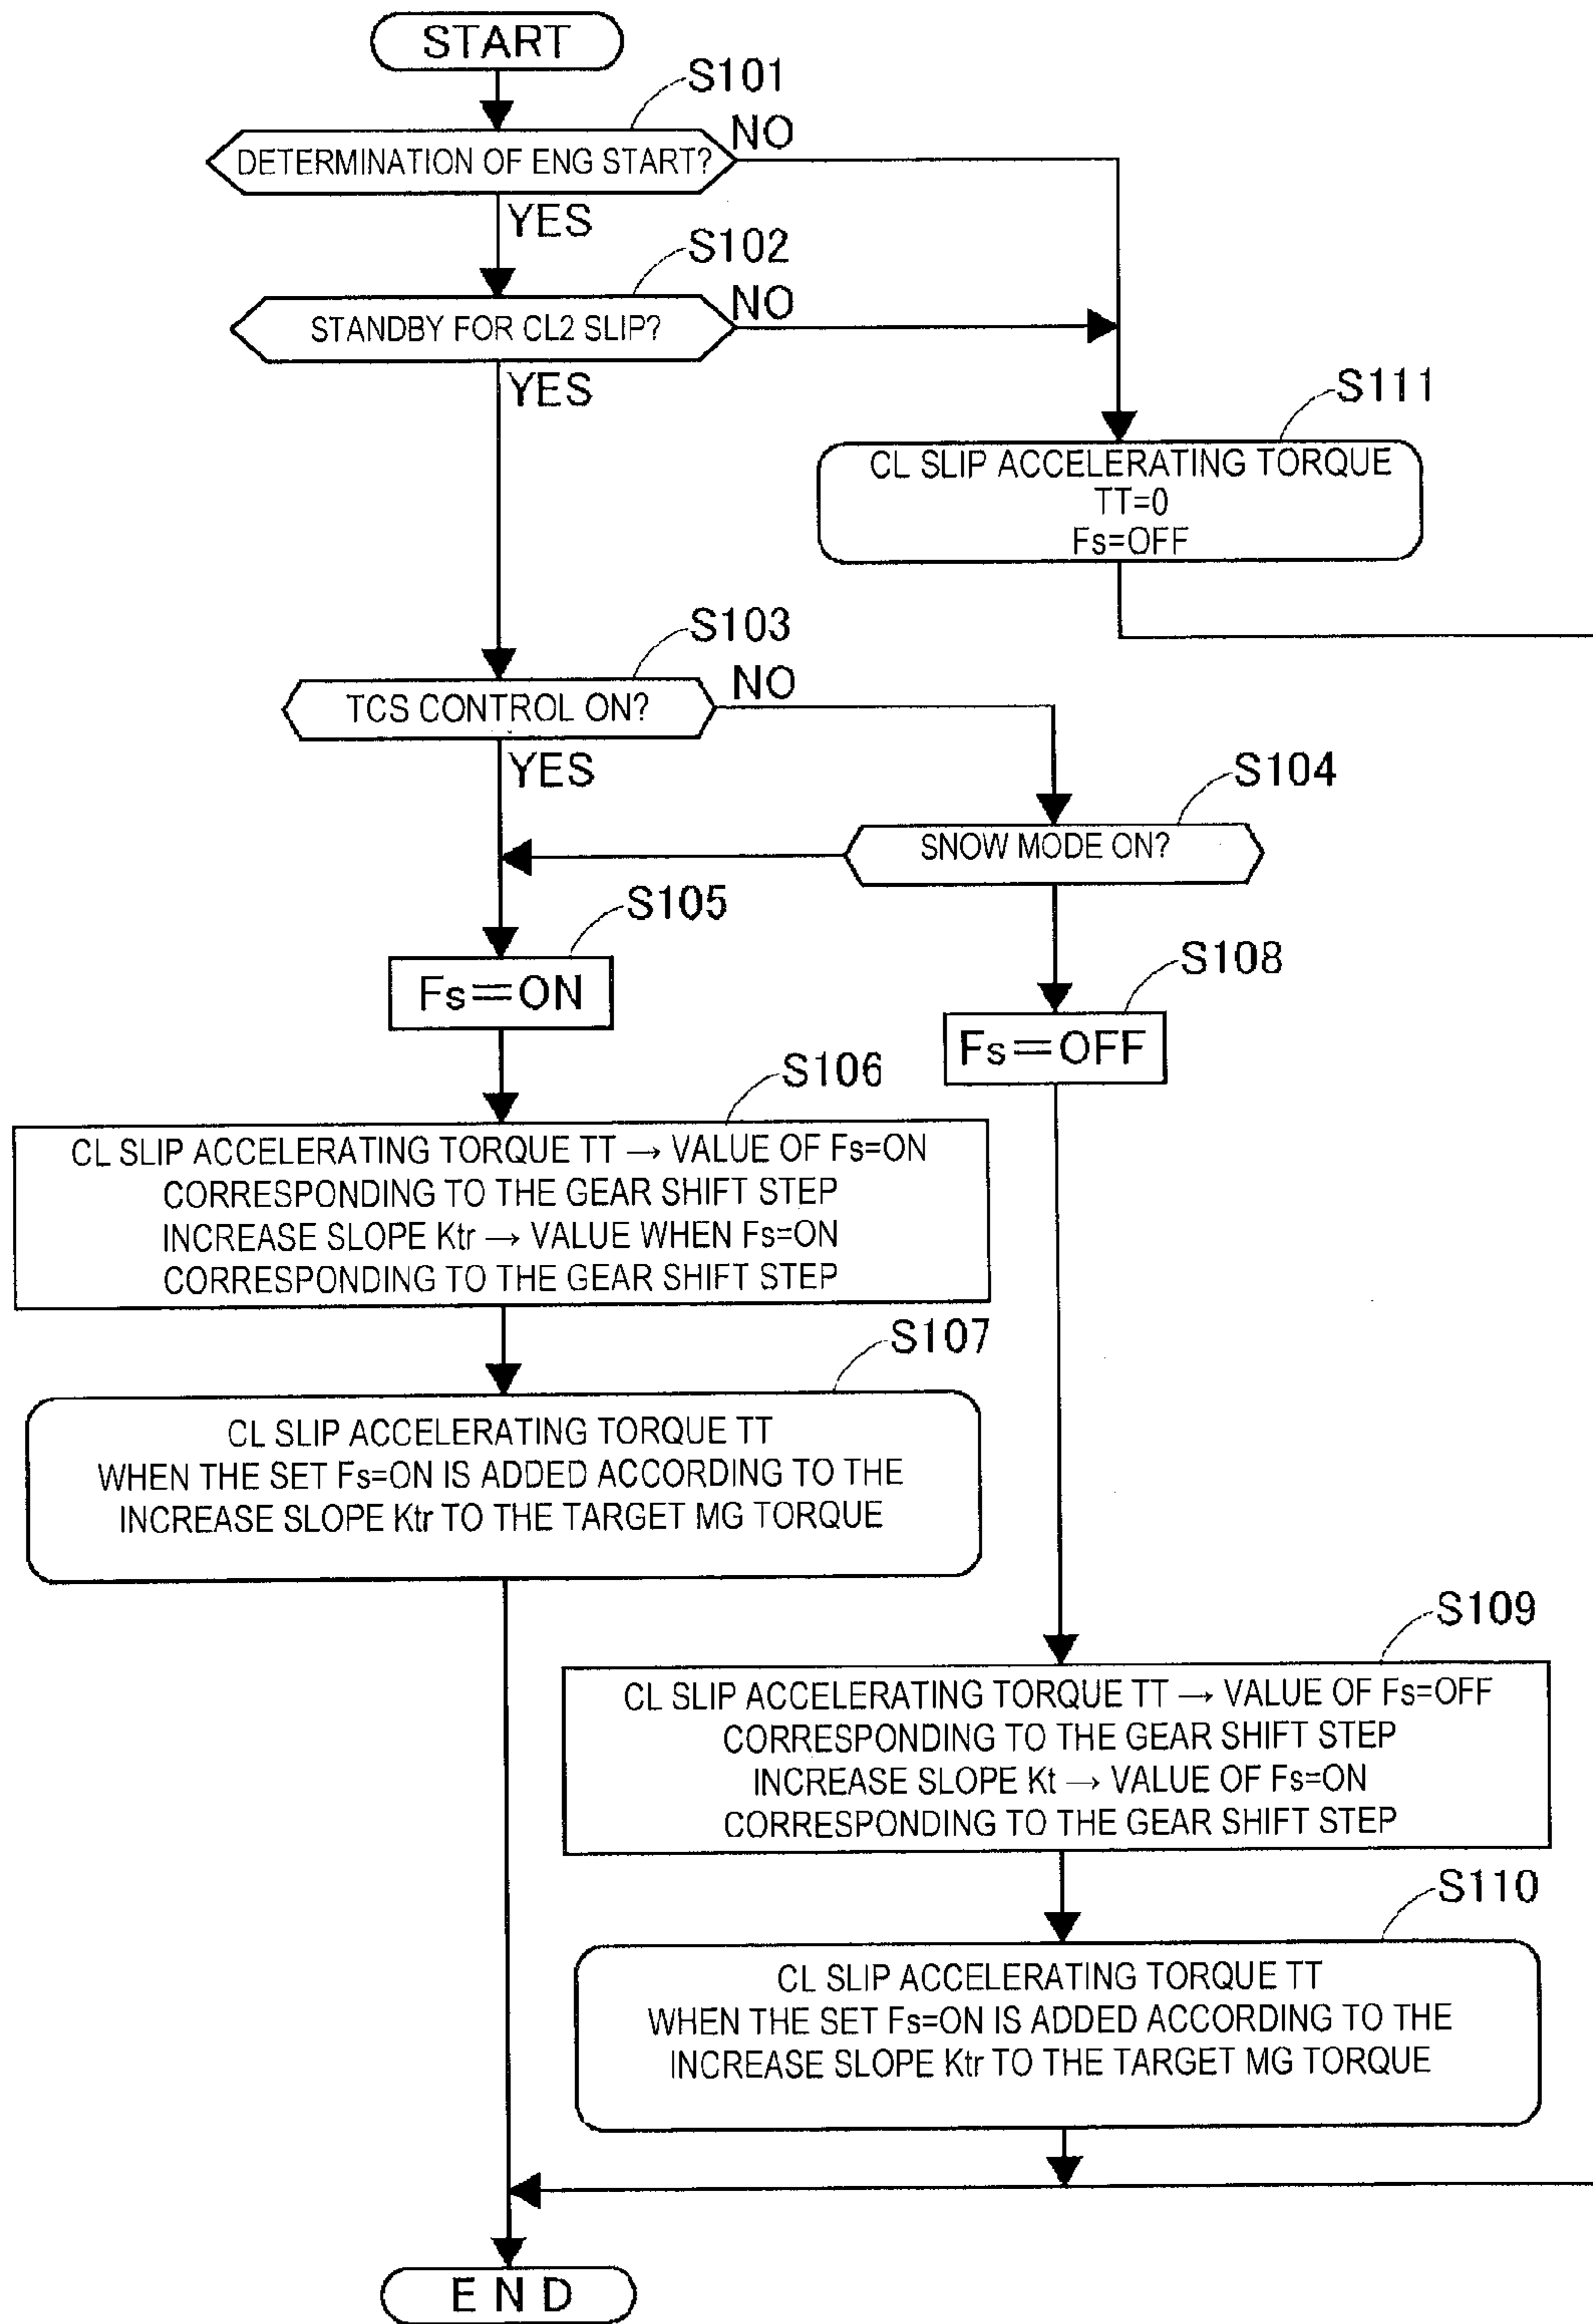 START
S101
DETERMINATION OF ENG START?
NO
YES
S102
STANDBY FOR CL2 SLIP?
NO
YES
S111
CL SLIP ACCELERATING TORQUE
TT=0
Fs=OFF
S103
TCS CONTROL ON?
NO
YES
S104
SNOW MODE ON?
S105
Fs=ON
S108
Fs=OFF
S106
CL SLIP ACCELERATING TORQUE TT → VALUE OF Fs=ON
CORRESPONDING TO THE GEAR SHIFT STEP
INCREASE SLOPE Ktr → VALUE WHEN Fs=ON
CORRESPONDING TO THE GEAR SHIFT STEP
S107
CL SLIP ACCELERATING TORQUE TT
WHEN THE SET Fs=ON IS ADDED ACCORDING TO THE
INCREASE SLOPE Ktr TO THE TARGET MG TORQUE
S109
CL SLIP ACCELERATING TORQUE TT → VALUE OF Fs=OFF
CORRESPONDING TO THE GEAR SHIFT STEP
INCREASE SLOPE Kt → VALUE OF Fs=ON
CORRESPONDING TO THE GEAR SHIFT STEP
S110
CL SLIP ACCELERATING TORQUE TT
WHEN THE SET Fs=ON IS ADDED ACCORDING TO THE
INCREASE SLOPE Ktr TO THE TARGET MG TORQUE
END